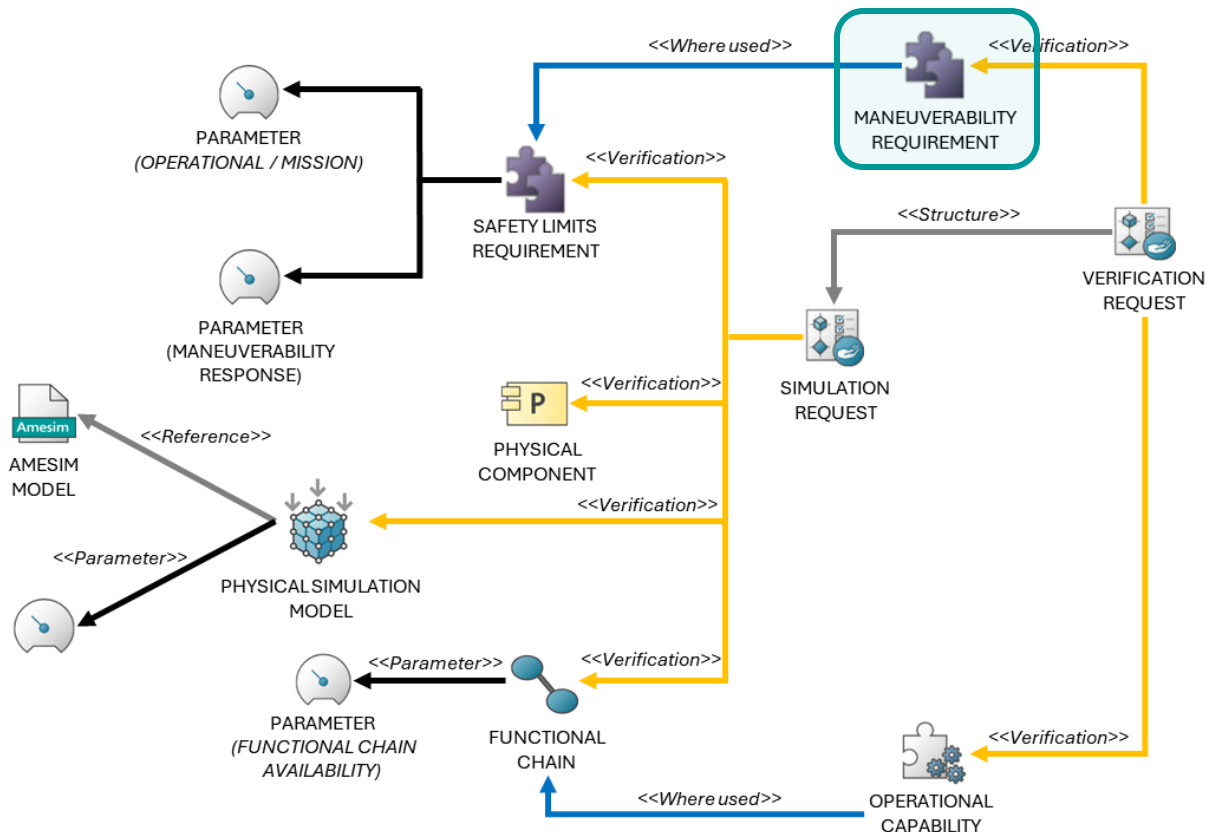 <<Where used>>
<<Verification>>
MANEUVERABILITY
REQUIREMENT
PARAMETER
(OPERATIONAL / MISSION)
<<Verification>>
SAFETY LIMITS
REQUIREMENT
<<Structure>>
VERIFICATION
REQUEST
PARAMETER
(MANEUVERABILITY
RESPONSE)
SIMULATION
REQUEST
<<Verification>>
P
PHYSICAL
COMPONENT
Amesim
AMESIM
MODEL
<<Reference>>
<<Verification>>
<<Parameter>>
PHYSICAL SIMULATION
MODEL
<<Parameter>>
<<Verification>>
PARAMETER
(FUNCTIONAL CHAIN
AVAILABILITY)
FUNCTIONAL
CHAIN
<<Verification>>
<<Where used>>
OPERATIONAL
CAPABILITY